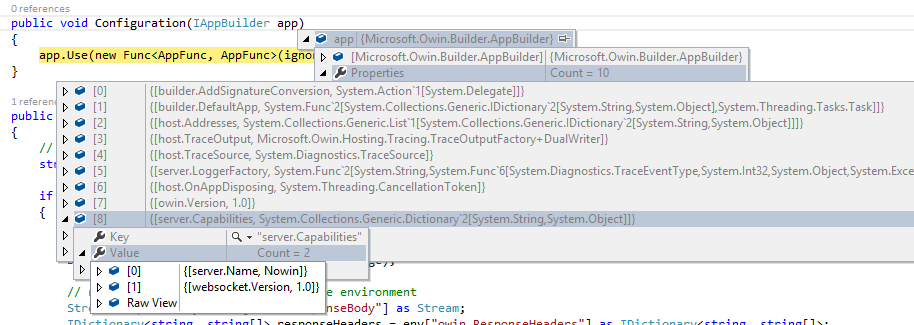 0 references
public void Configuration(IAppBuilder app)
{
app {Microsoft.Owin.Builder.AppBuilder}
app.Use(new Func<AppFunc, AppFunc>(igno
[Microsoft.Owin.Builder.AppBuilder] {Microsoft.Owin.Builder.AppBuilder}
}
Properties Count = 10
[0] {[builder.AddSignatureConversion, System.Action`1[System.Delegate]]}
1 referenc
[1] {[builder.DefaultApp, System.Func`2[System.Collections.Generic.IDictionary`2[System.String,System.Object],System.Threading.Tasks.Task]]}
public
[2] {[host.Addresses, System.Collections.Generic.List`1[System.Collections.Generic.IDictionary`2[System.String,System.Object]]]}
{
[3] {[host.TraceOutput, Microsoft.Owin.Hosting.Tracing.TraceOutputFactory+DualWriter]}
//
[4] {[host.TraceSource, System.Diagnostics.TraceSource]}
str
[5] {[server.LoggerFactory, System.Func`2[System.String,System.Func`6[System.Diagnostics.TraceEventType,System.Int32,System.Object,System.Exce
[6] {[host.OnAppDisposing, System.Threading.CancellationToken]}
if
[7] {[owin.Version, 1.0]}
{
[8] {[server.Capabilities, System.Collections.Generic.Dictionary`2[System.String,System.Object]]}
Key "server.Capabilities"
Value Count = 2
[0] {[server.Name, Nowin]}
[1] {[websocket.Version, 1.0]}
// e environment
Raw View
Stream ponseBody"] as Stream;
IDictionary<string, string[]> responseHeaders = env["owin.ResponseHeaders"] as IDictionary<string, string[]>;